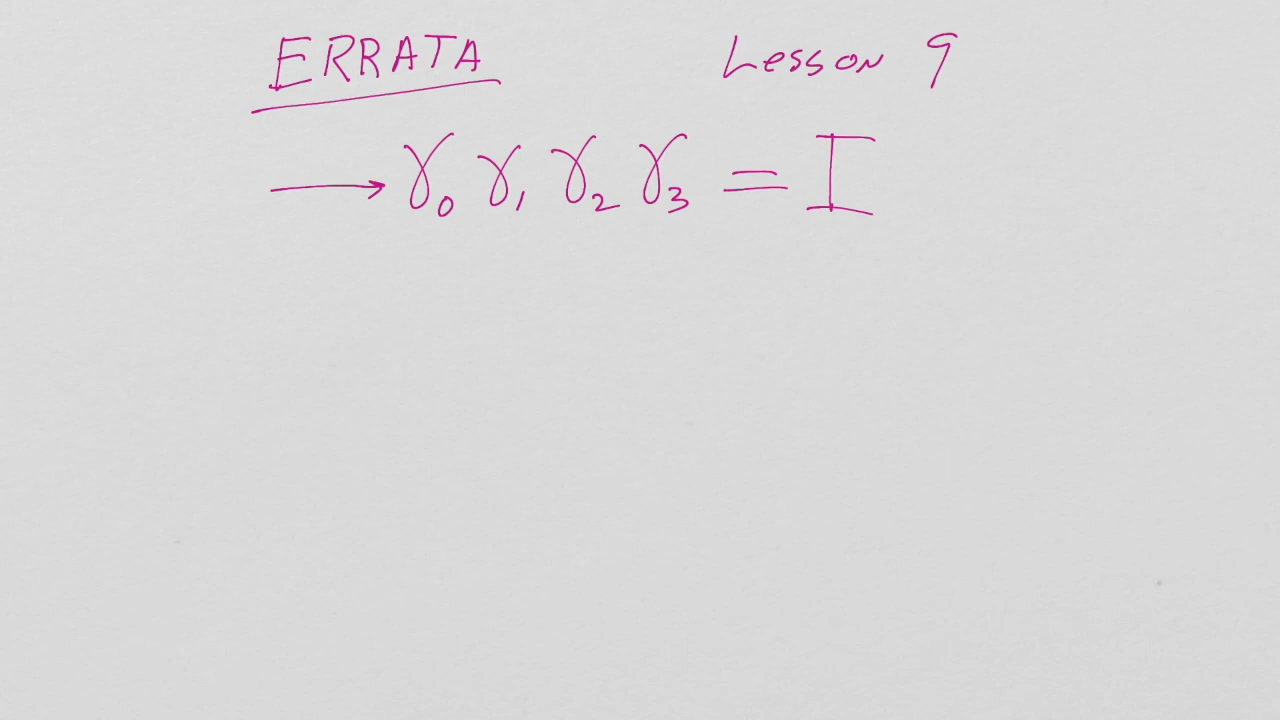 ERRATA Lesson 9
→ γ₀ γ₁ γ₂ γ₃ = I